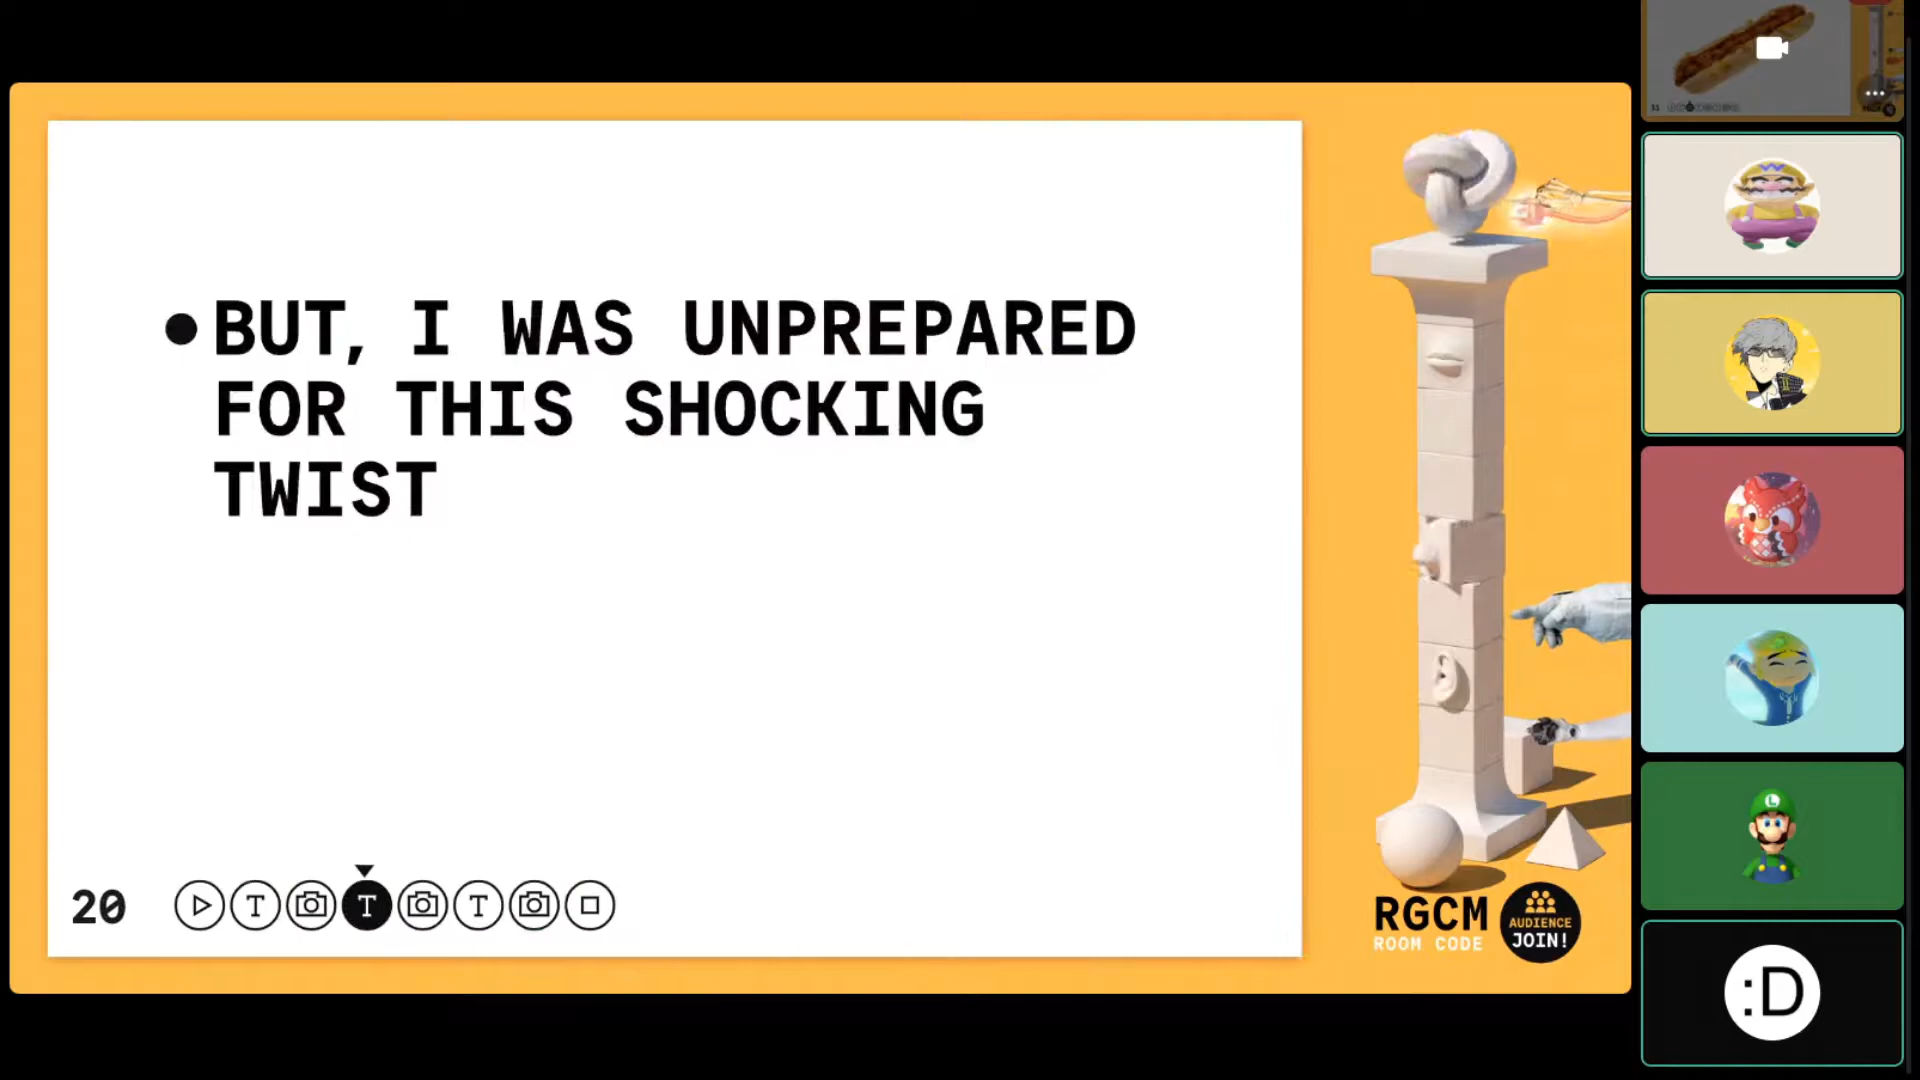 BUT, I WAS UNPREPARED
FOR THIS SHOCKING
TWIST
20
T
T
T
RGCM
ROOM CODE
AUDIENCE
JOIN!
W
L
:D